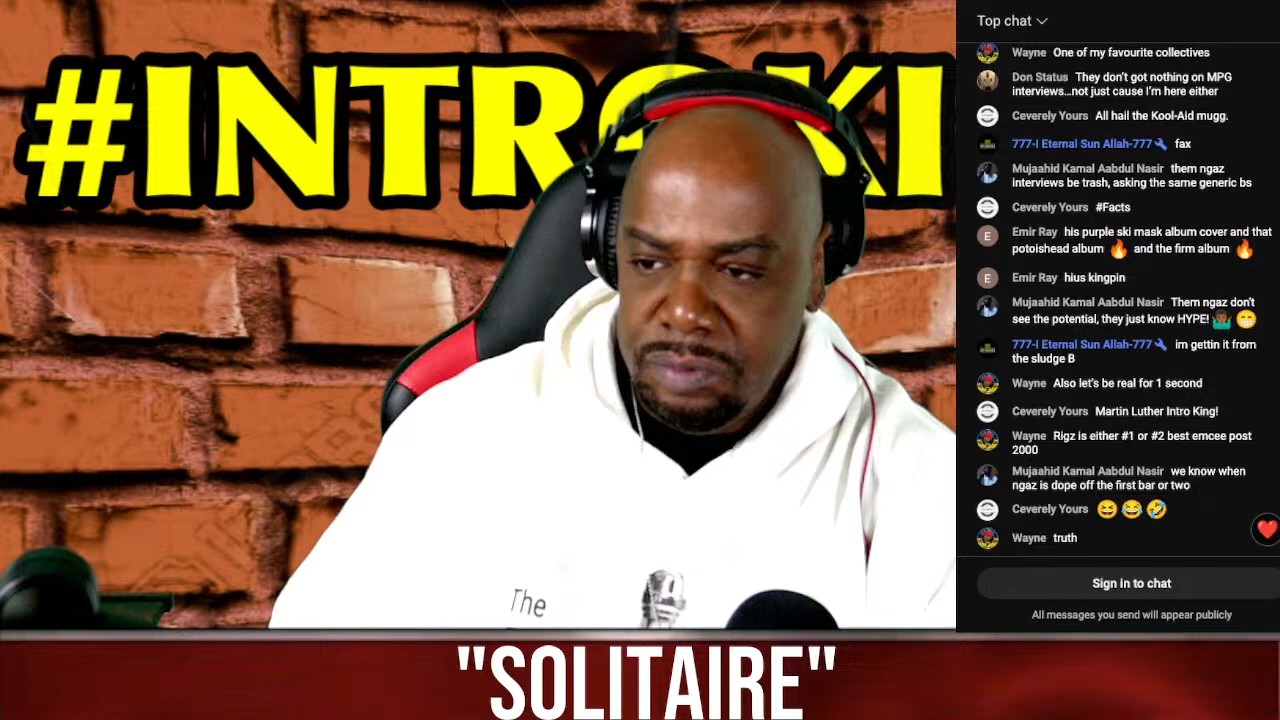 #INTRO KI
The
"SOLITAIRE"
Top chat
Wayne One of my favourite collectives
Don Status They don't got nothing on MPG
interviews...not just cause I'm here either
Ceverely Yours All hail the Kool-Aid mugg.
777-I Eternal Sun Allah-777 fax
Mujaahid Kamal Aabdul Nasir them ngaz
interviews be trash, asking the same generic bs
Ceverely Yours #Facts
E
Emir Ray his purple ski mask album cover and that
potoishead album 🔥 and the firm album 🔥
E
Emir Ray hius kingpin
Mujaahid Kamal Aabdul Nasir Them ngaz don't
see the potential, they just know HYPE! 🤷🏾‍♂️ 😁
777-I Eternal Sun Allah-777 im gettin it from
the sludge B
Wayne Also let's be real for 1 second
Ceverely Yours Martin Luther Intro King!
Wayne Rigz is either #1 or #2 best emcee post
2000
Mujaahid Kamal Aabdul Nasir we know when
ngaz is dope off the first bar or two
Ceverely Yours 😆 😂 🤣
Wayne truth
Sign in to chat
All messages you send will appear publicly